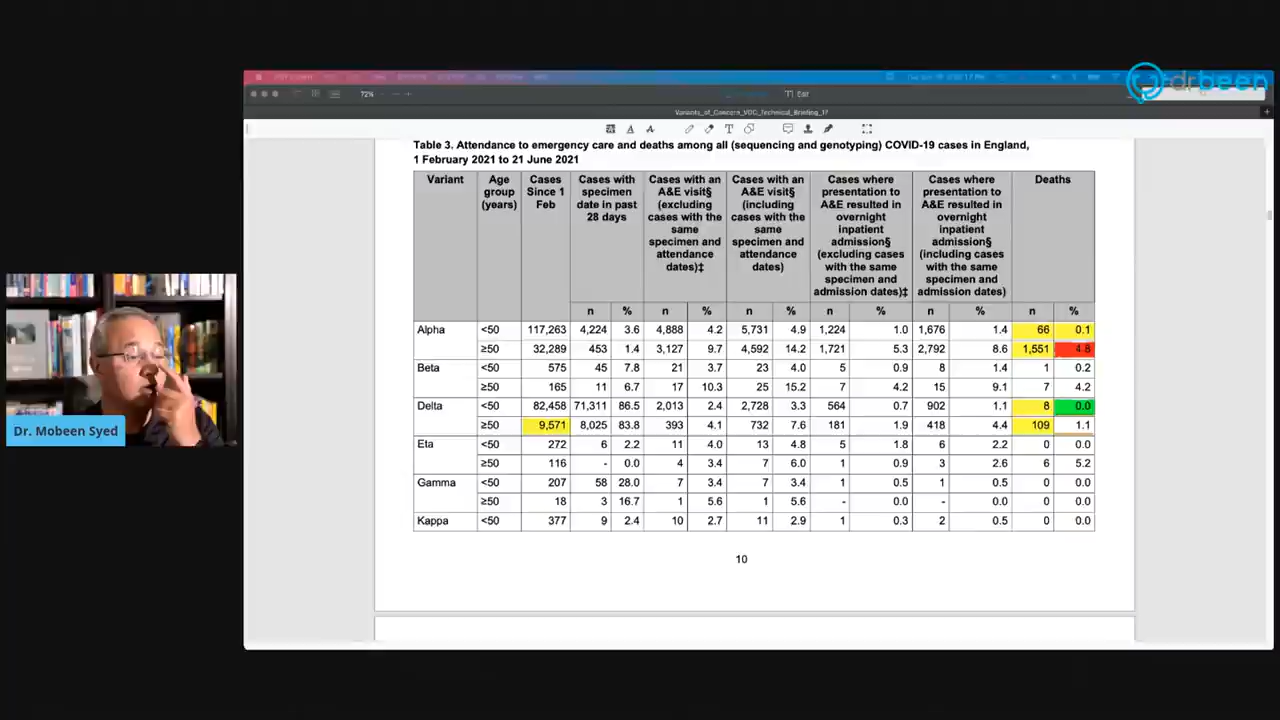 drbeen
72%
Variants_of_Concern_VOC_Technical_Briefing_17
Table 3. Attendance to emergency care and deaths among all (sequencing and genotyping) COVID-19 cases in England,
1 February 2021 to 21 June 2021
Variant Age group (years) Cases Since 1 Feb Cases with specimen date in past 28 days Cases with an A&E visit§ (excluding cases with the same specimen and attendance dates)‡ Cases with an A&E visit§ (including cases with the same specimen and attendance dates) Cases where presentation to A&E resulted in overnight inpatient admission§ (excluding cases with the same specimen and admission dates)‡ Cases where presentation to A&E resulted in overnight inpatient admission§ (including cases with the same specimen and admission dates) Deaths
n % n % n % n % n % n %
Alpha <50 117,263 4,224 3.6 4,888 4.2 5,731 4.9 1,224 1.0 1,676 1.4 66 0.1
≥50 32,289 453 1.4 3,127 9.7 4,592 14.2 1,721 5.3 2,792 8.6 1,551 4.8
Beta <50 575 45 7.8 21 3.7 23 4.0 5 0.9 8 1.4 1 0.2
≥50 165 11 6.7 17 10.3 25 15.2 7 4.2 15 9.1 7 4.2
Delta <50 82,458 71,311 86.5 2,013 2.4 2,728 3.3 564 0.7 902 1.1 8 0.0
≥50 9,571 8,025 83.8 393 4.1 732 7.6 181 1.9 418 4.4 109 1.1
Eta <50 272 6 2.2 11 4.0 13 4.8 5 1.8 6 2.2 0 0.0
≥50 116 - 0.0 4 3.4 7 6.0 1 0.9 3 2.6 6 5.2
Gamma <50 207 58 28.0 7 3.4 7 3.4 1 0.5 1 0.5 0 0.0
≥50 18 3 16.7 1 5.6 1 5.6 - 0.0 - 0.0 0 0.0
Kappa <50 377 9 2.4 10 2.7 11 2.9 1 0.3 2 0.5 0 0.0
10
Dr. Mobeen Syed